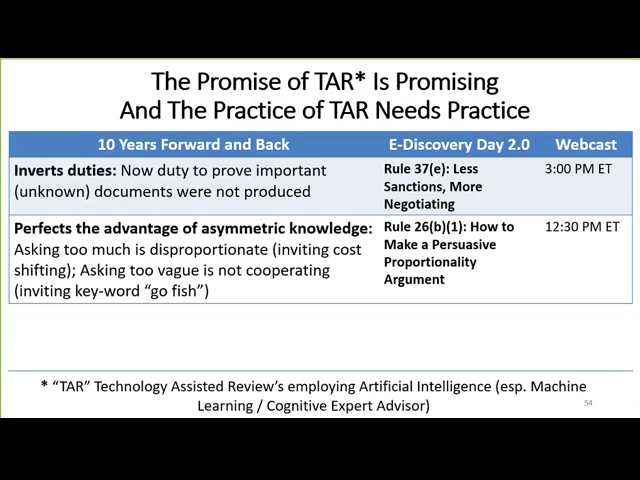 The Promise of TAR* Is Promising
And The Practice of TAR Needs Practice
10 Years Forward and Back
E-Discovery Day 2.0
Webcast
Inverts duties: Now duty to prove important
(unknown) documents were not produced
Rule 37(e): Less
Sanctions, More
Negotiating
3:00 PM ET
Perfects the advantage of asymmetric knowledge:
Asking too much is disproportionate (inviting cost
shifting); Asking too vague is not cooperating
(inviting key-word “go fish”)
Rule 26(b)(1): How to
Make a Persuasive
Proportionality
Argument
12:30 PM ET
* “TAR” Technology Assisted Review’s employing Artificial Intelligence (esp. Machine
Learning / Cognitive Expert Advisor)
54